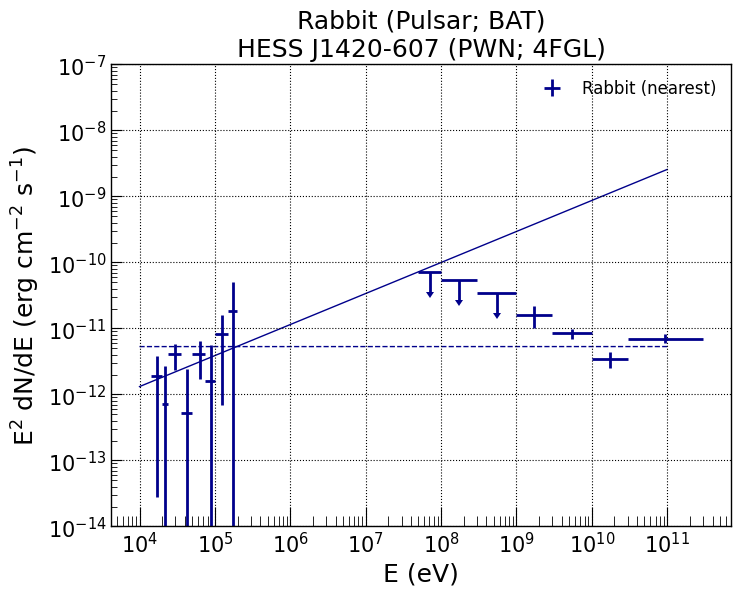 Rabbit (Pulsar; BAT)
HESS J1420-607 (PWN; 4FGL)
Rabbit (nearest)
E² dN/dE (erg cm⁻² s⁻¹)
10⁻⁷
10⁻⁸
10⁻⁹
10⁻¹⁰
10⁻¹¹
10⁻¹²
10⁻¹³
10⁻¹⁴
10⁴ 10⁵ 10⁶ 10⁷ 10⁸ 10⁹ 10¹⁰ 10¹¹
E (eV)